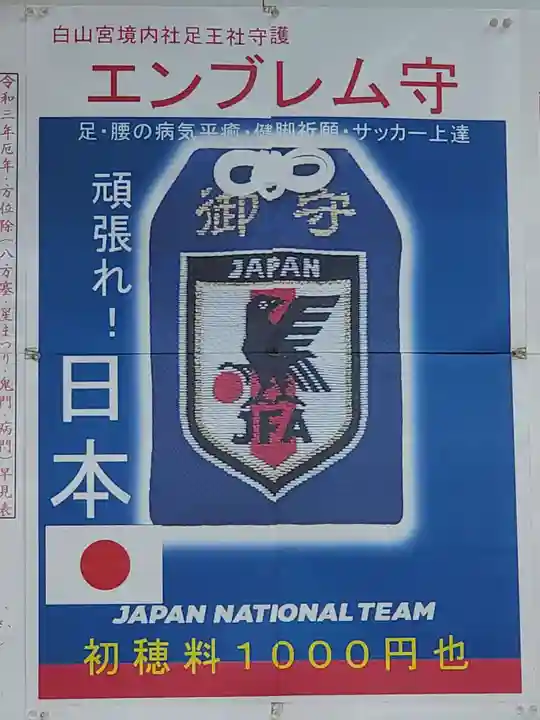 白山宮境内社足王社守護
エンブレム守
足・腰の病気平癒・健脚祈願・サッカー上達
御守
JAPAN
JFA
頑張れ！
日本
JAPAN NATIONAL TEAM
初穂料１０００円也
令和三年厄年・方位除（八方塞・星まつり・鬼門・病門）早見表